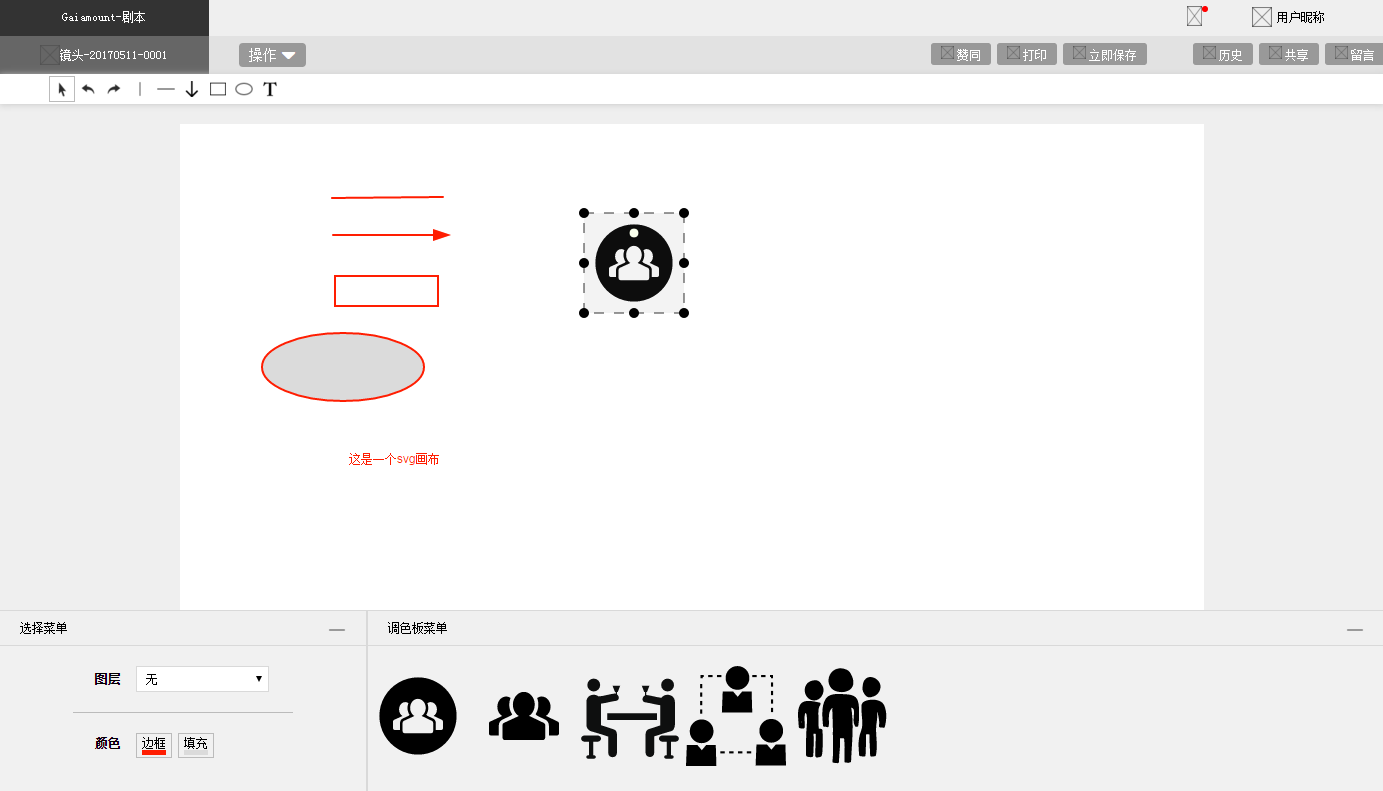 Gaiamount-剧本
用户昵称
镜头-20170511-0001
操作
赞同
打印
立即保存
历史
共享
留言
T
这是一个svg画布
选择菜单
调色板菜单
图层
无
颜色
边框
填充